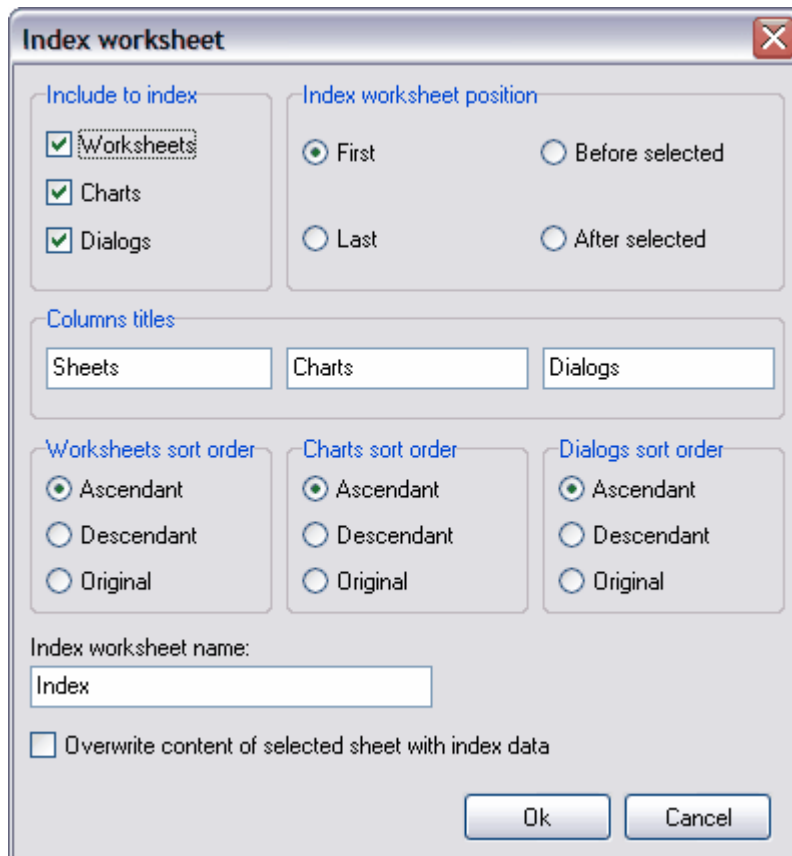 Index worksheet
Include to index
Index worksheet position
Worksheets
First
Before selected
Charts
Dialogs
Last
After selected
Columns titles
Sheets
Charts
Dialogs
Worksheets sort order
Charts sort order
Dialogs sort order
Ascendant
Ascendant
Ascendant
Descendant
Descendant
Descendant
Original
Original
Original
Index worksheet name:
Index
Overwrite content of selected sheet with index data
Ok
Cancel